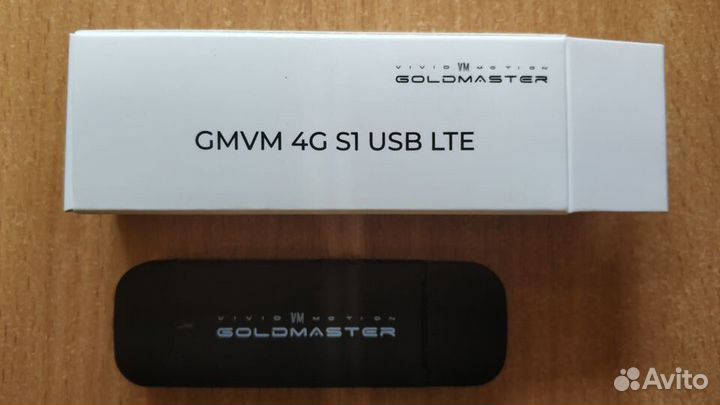 VIVID VM MOTION
GOLDMASTER
GMVM 4G S1 USB LTE
VIVID VM MOTION
GOLDMASTER
Avito